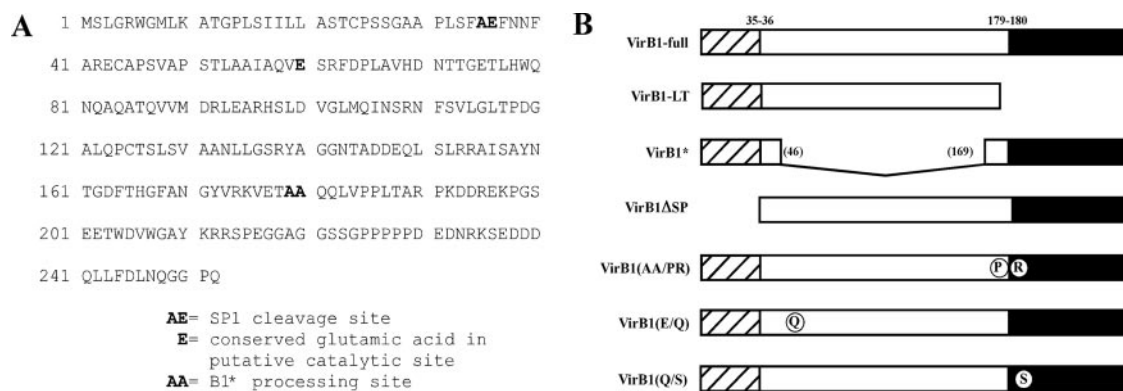 A
1 MSLGRWGMLK ATGPLSIILL ASTCPSSGAA PLSFAEFNNF
41 ARECAPSVAP STLAAIAQVE SRFDPLAVHD NTTGETLHWQ
81 NQAQATQVVM DRLEARHSLD VGLMQINSRN FSVLGLTPDG
121 ALQPCTSLSV AANLLGSRYA GGNTADDEQL SLRRAISAYN
161 TGDFTHGFAN GYVRKVETAA QQLVPPLTAR PKDDREKPGS
201 EETWDVWGAY KRRSPEGGAG GSSGPPPPPD EDNRKSEDDD
241 QLLFDLNQGG PQ
AE= SP1 cleavage site
E= conserved glutamic acid in
putative catalytic site
AA= B1* processing site
B
35-36 179-180
VirB1-full
VirB1-LT
VirB1* (46) (169)
VirB1ΔSP
VirB1(AA/PR) P R
VirB1(E/Q) Q
VirB1(Q/S) S